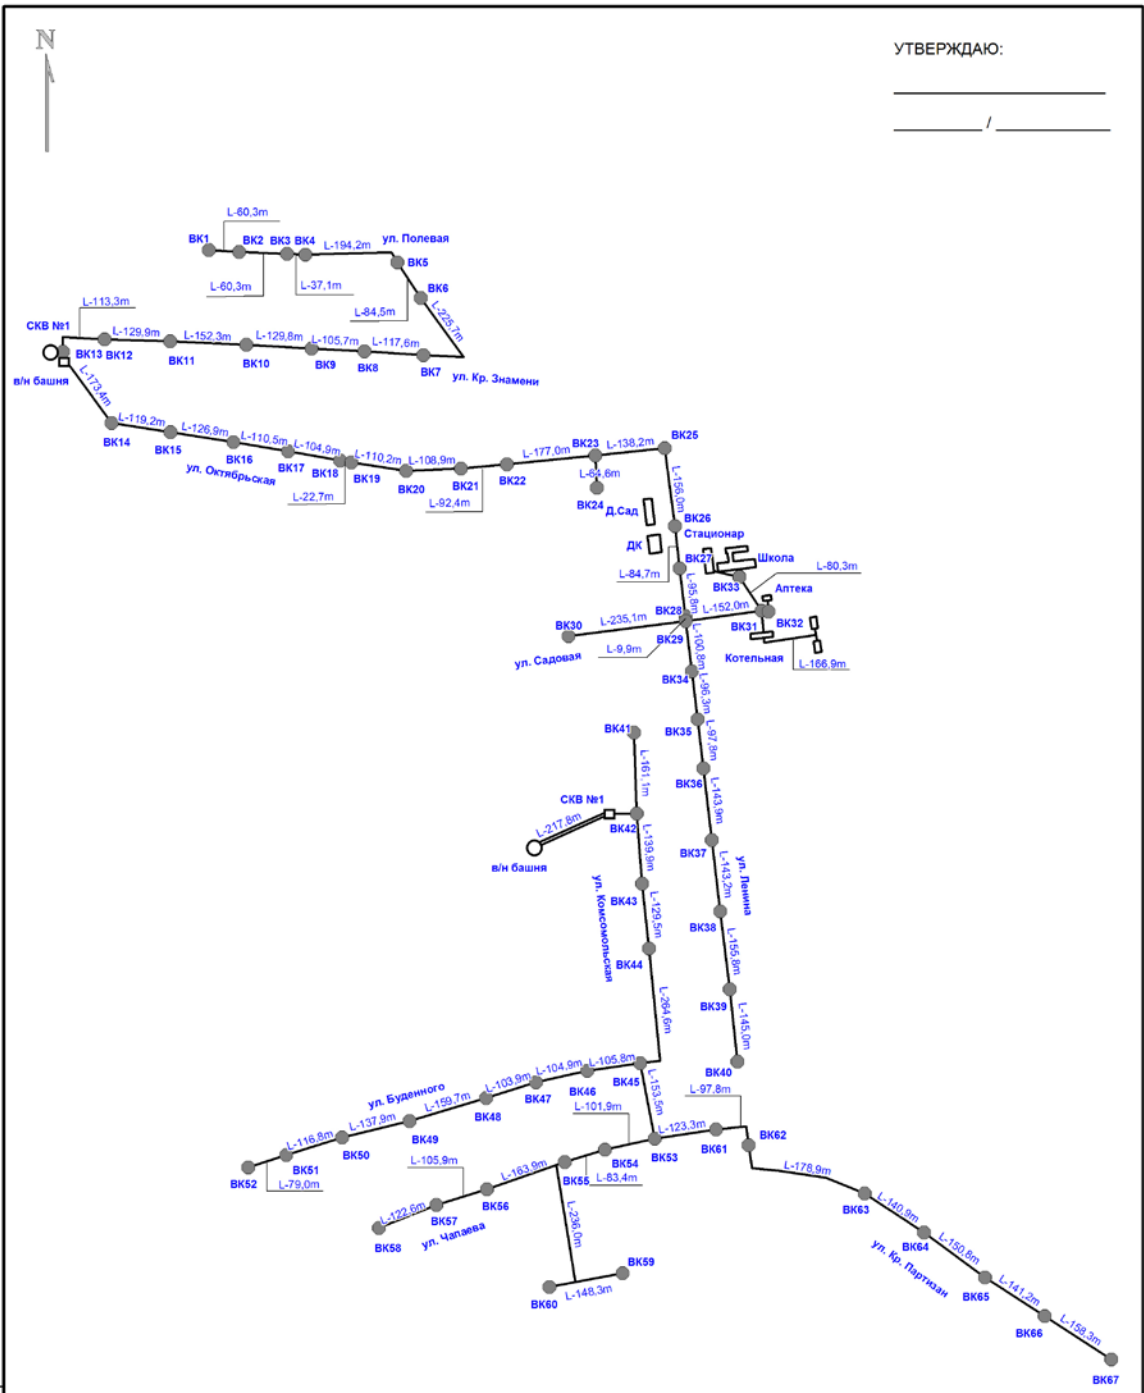 N
УТВЕРЖДАЮ:
/
L-60,3m
ВК1
ВК2
ВК3
ВК4
L-194,2m
ул. Полевая
ВК5
L-60,3m
L-37,1m
L-84,5m
ВК6
L-225,7m
L-113,3m
СКВ №1
ВК13
ВК12
L-129,9m
ВК11
L-152,3m
ВК10
L-129,8m
ВК9
L-105,7m
ВК8
L-117,6m
ВК7
ул. Кр. Знамени
в/н башня
L-173,4m
ВК14
L-119,2m
ВК15
L-126,9m
ВК16
L-110,5m
ВК17
L-104,9m
ВК18
ВК19
L-110,2m
ВК20
L-108,9m
ВК21
ВК22
L-177,0m
ВК23
L-138,2m
ВК25
ул. Октябрьская
L-22,7m
L-92,4m
L-64,6m
ВК24
L-156,0m
Д.Сад
ВК26
Стационар
ДК
ВК27
Школа
L-84,7m
ВК33
L-80,3m
L-95,8m
Аптека
ВК28
L-152,0m
ВК31
ВК32
ВК30
L-235,1m
ВК29
ул. Садовая
L-9,9m
L-100,8m
Котельная
L-166,9m
ВК34
L-96,3m
ВК35
L-97,8m
ВК36
L-143,9m
ВК37
L-143,2m
ул. Ленина
ВК38
L-155,8m
ВК39
L-145,0m
ВК40
ВК41
L-161,1m
СКВ №1
ВК42
L-217,8m
в/н башня
L-139,9m
ВК43
ул. Комсомольская
L-129,5m
ВК44
L-264,6m
ВК45
L-105,8m
ВК46
L-104,9m
ВК47
L-103,9m
ВК48
L-159,7m
ул. Буденного
ВК49
L-137,9m
ВК50
L-116,8m
ВК51
ВК52
L-79,0m
L-153,5m
L-97,8m
L-101,9m
L-123,3m
ВК61
ВК62
ВК53
ВК54
L-83,4m
ВК55
L-163,9m
L-105,9m
ВК56
ВК57
L-122,6m
ВК58
ул. Чапаева
L-236,0m
ВК59
ВК60
L-148,3m
L-178,9m
ВК63
L-140,9m
ВК64
L-150,8m
ул. Кр. Партизан
ВК65
L-141,2m
ВК66
L-158,3m
ВК67